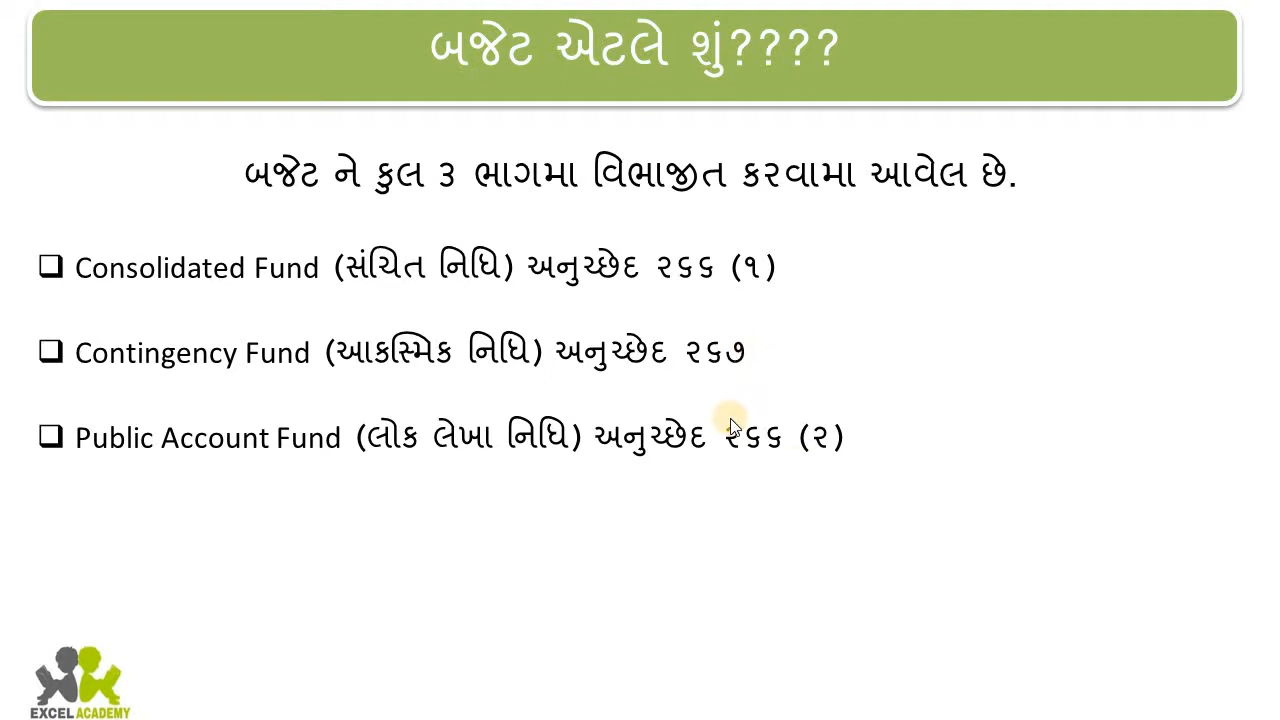 બજેટ એટલે શું????
બજેટ ને કુલ ૩ ભાગમા વિભાજીત કરવામા આવેલ છે.
❑ Consolidated Fund (સંચિત નિધિ) અનુચ્છેદ ૨૬૬ (૧)
❑ Contingency Fund (આકસ્મિક નિધિ) અનુચ્છેદ ૨૬૭
❑ Public Account Fund (લોક લેખા નિધિ) અનુચ્છેદ ૨૬૬ (૨)
EXCEL ACADEMY